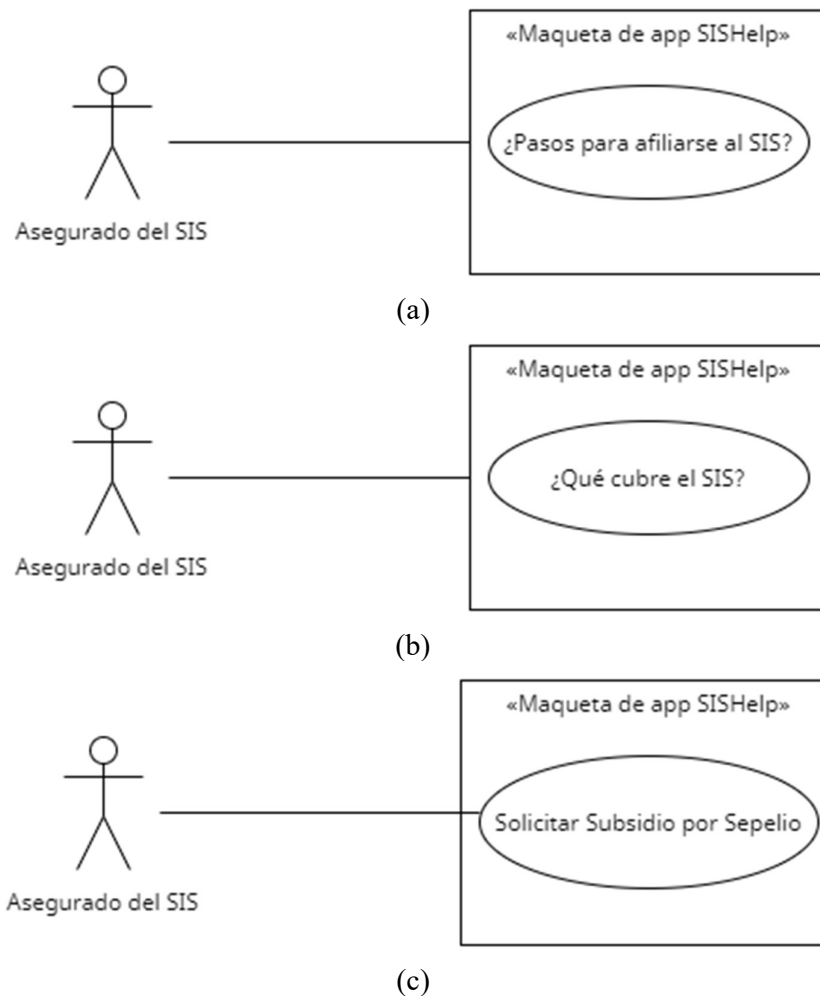 «Maqueta de app SISHelp»
¿Pasos para afiliarse al SIS?
Asegurado del SIS
(a)
«Maqueta de app SISHelp»
¿Qué cubre el SIS?
Asegurado del SIS
(b)
«Maqueta de app SISHelp»
Solicitar Subsidio por Sepelio
Asegurado del SIS
(c)